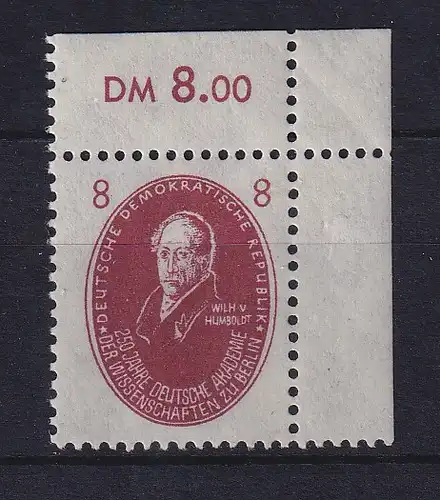 DM 8.00
8 8
★ DEUTSCHE DEMOKRATISCHE REPUBLIK ★
WILH V
HUMBOLDT
250 JAHRE DEUTSCHE AKADEMIE
DER WISSENSCHAFTEN ZU BERLIN